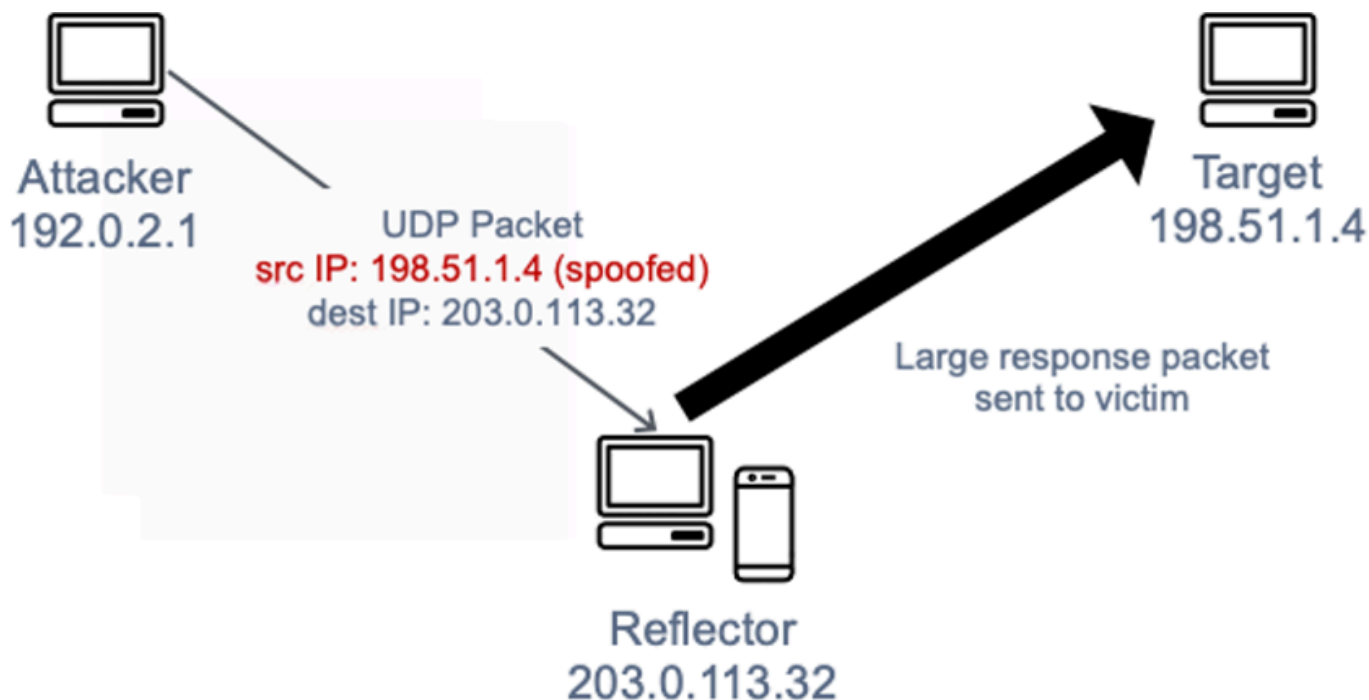 Attacker
192.0.2.1
UDP Packet
src IP: 198.51.1.4 (spoofed)
dest IP: 203.0.113.32
Target
198.51.1.4
Large response packet
sent to victim
Reflector
203.0.113.32